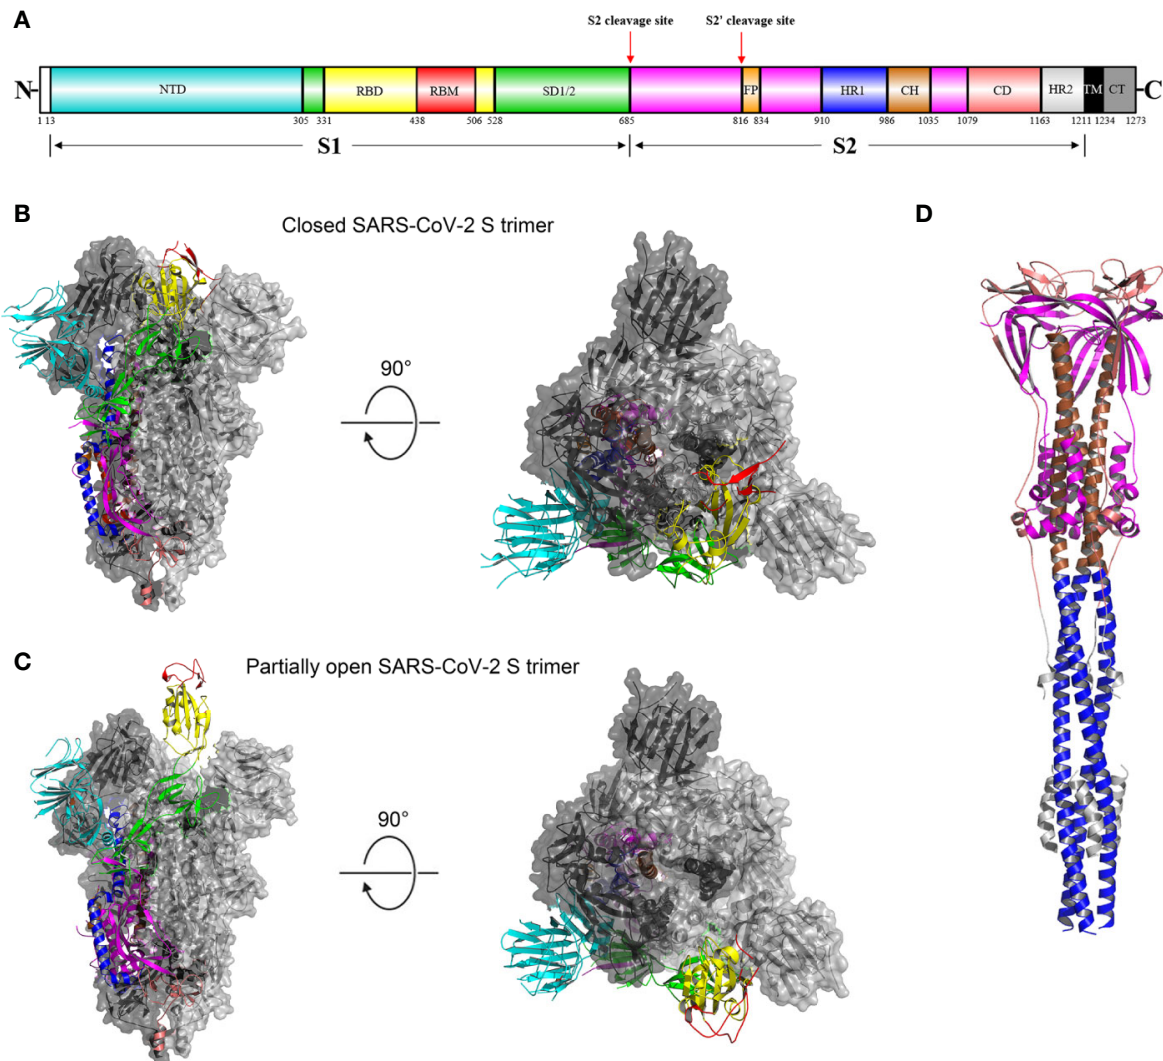 A
S2 cleavage site S2' cleavage site
N- NTD RBD RBM SD1/2 FP HR1 CH CD HR2 TM CT -C
1 13 305 331 438 506 528 685 816 834 910 986 1035 1079 1163 1211 1234 1273
S1 S2
B
Closed SARS-CoV-2 S trimer
90°
C
Partially open SARS-CoV-2 S trimer
90°
D